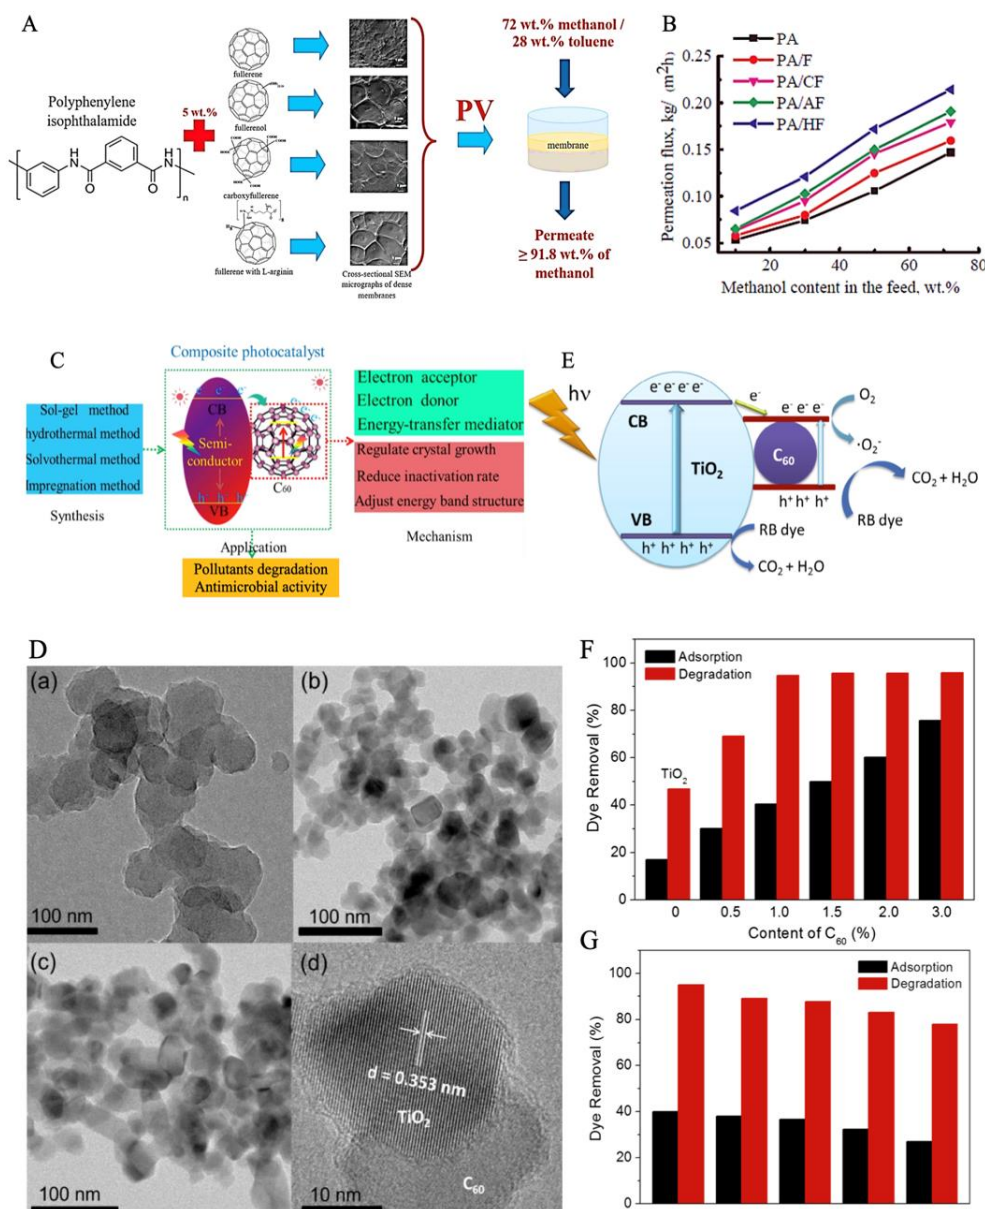 A
Polyphenylene
isophthalamide
5 wt.%
H
N
H
N
O
O
n
fullerene
fullerenol
carboxyfullerene
fullerene with L-arginin
Cross-sectional SEM
micrographs of dense
membranes
PV
72 wt.% methanol /
28 wt.% toluene
membrane
Permeate
≥ 91.8 wt.% of
methanol
B
PA
PA/F
PA/CF
PA/AF
PA/HF
Permeation flux, kg/ (m²h)
0.20
0.15
0.10
0.05
20
40
60
80
Methanol content in the feed, wt.%
C
Composite photocatalyst
Sol-gel method
hydrothermal method
Solvothermal method
Impregnation method
Synthesis
e⁻ e⁻ e⁻
CB
Semi-
conductor
h h h
VB
C₆₀
Electron acceptor
Electron donor
Energy-transfer mediator
Regulate crystal growth
Reduce inactivation rate
Adjust energy band structure
Mechanism
Application
Pollutants degradation
Antimicrobial activity
E
hν
e⁻ e⁻ e⁻ e⁻
CB
TiO₂
VB
h⁺ h⁺ h⁺ h⁺
e⁻
e⁻ e⁻ e⁻
C₆₀
h⁺ h⁺ h⁺
O₂
·O₂⁻
CO₂ + H₂O
RB dye
RB dye
CO₂ + H₂O
D
(a)
100 nm
(b)
100 nm
(c)
100 nm
(d)
d = 0.353 nm
TiO₂
C₆₀
10 nm
F
Adsorption
Degradation
Dye Removal (%)
100
80
60
40
20
0
TiO₂
0
0.5
1.0
1.5
2.0
3.0
Content of C₆₀ (%)
G
Adsorption
Degradation
Dye Removal (%)
100
80
60
40
20
0